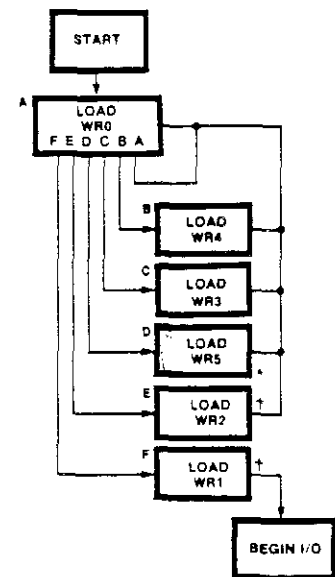 START
A
LOAD
WR0
F E D C B A
B
LOAD
WR4
C
LOAD
WR3
D
LOAD
WR5
*
E
LOAD
WR2
†
F
LOAD
WR1
†
BEGIN I/O